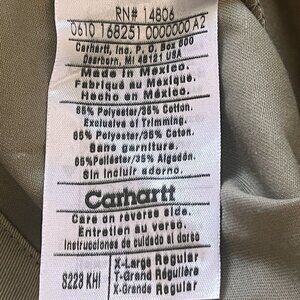 RN# 14806
0610 168251 0000000 A2
Carhartt, Inc. P. O. Box 600
Dearborn, MI 48121 USA
Made in Mexico.
Fabriqué au Mexique.
Hecho en México.
65% Polyester/35% Cotton.
Exclusive of Trimming.
65% Polyester/35% Coton.
Sans garniture.
65%Poliéster/35% Algodón.
Sin Incluir adorno.
Carhartt
Care on reverse side.
Entretien au verso.
Instrucciones de cuidado al dorso
S223 KHI
X-Large Regular
T-Grand Régulière
X-Grande Regular